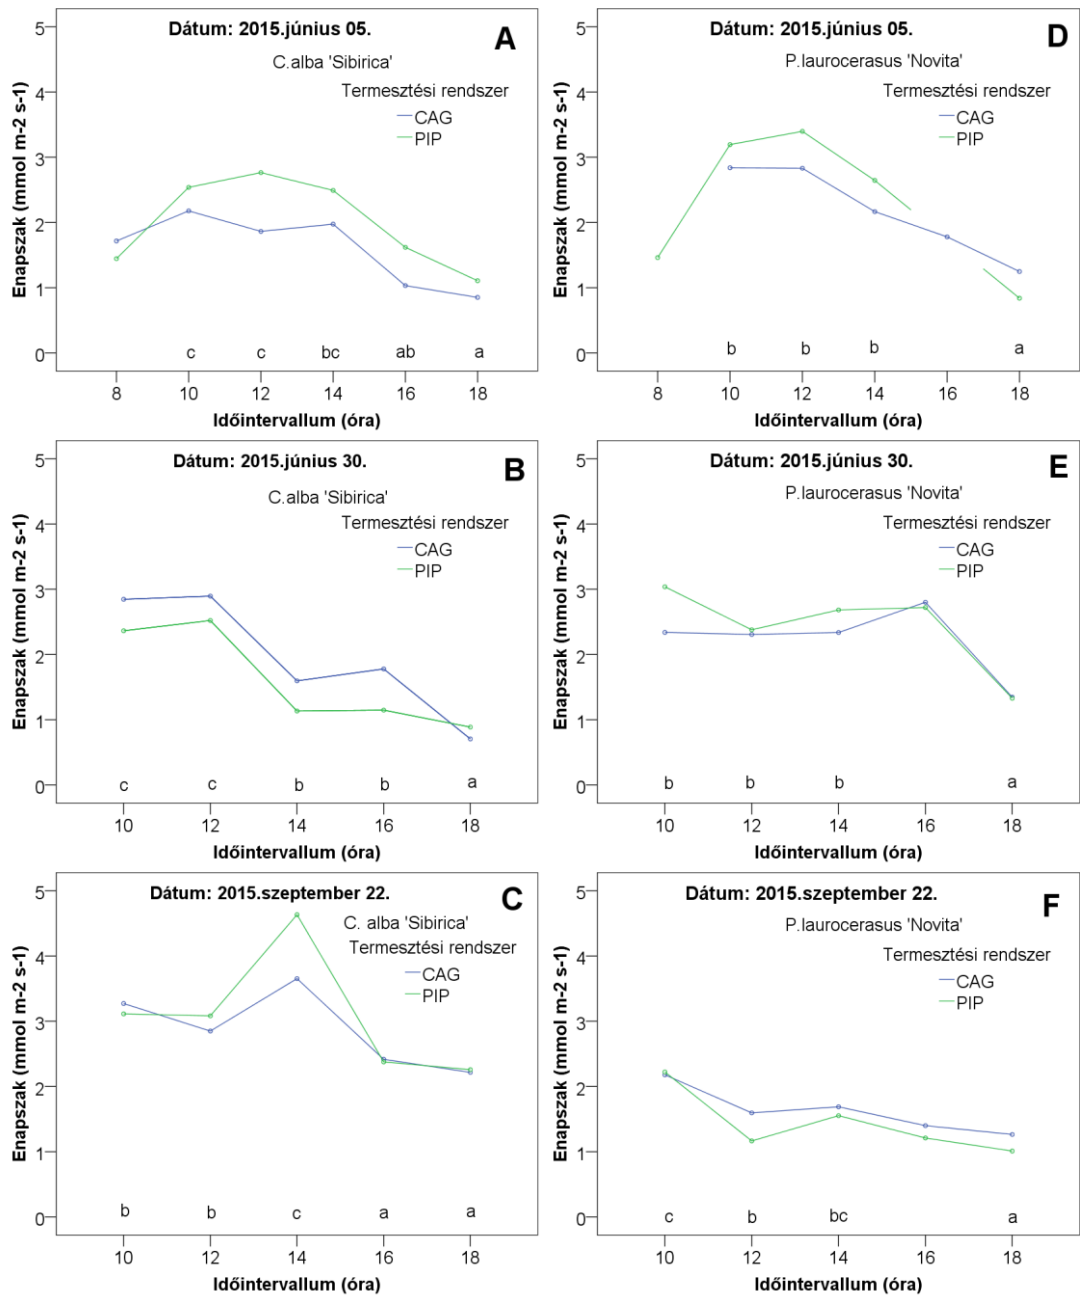 Dátum: 2015.június 05.
A
C.alba 'Sibirica'
Termesztési rendszer
CAG
PIP
Enapszak (mmol m-2 s-1)
5
4
3
2
1
0
c c bc ab a
8 10 12 14 16 18
Időintervallum (óra)
Dátum: 2015.június 05.
D
P.laurocerasus 'Novita'
Termesztési rendszer
CAG
PIP
Enapszak (mmol m-2 s-1)
5
4
3
2
1
0
b b b a
8 10 12 14 16 18
Időintervallum (óra)
Dátum: 2015.június 30.
B
C.alba 'Sibirica'
Termesztési rendszer
CAG
PIP
Enapszak (mmol m-2 s-1)
5
4
3
2
1
0
c c b b a
10 12 14 16 18
Időintervallum (óra)
Dátum: 2015.június 30.
E
P.laurocerasus 'Novita'
Termesztési rendszer
CAG
PIP
Enapszak (mmol m-2 s-1)
5
4
3
2
1
0
b b b a
10 12 14 16 18
Időintervallum (óra)
Dátum: 2015.szeptember 22.
C
C. alba 'Sibirica'
Termesztési rendszer
CAG
PIP
Enapszak (mmol m-2 s-1)
5
4
3
2
1
0
b b c a a
10 12 14 16 18
Időintervallum (óra)
Dátum: 2015.szeptember 22.
F
P.laurocerasus 'Novita'
Termesztési rendszer
CAG
PIP
Enapszak (mmol m-2 s-1)
5
4
3
2
1
0
c b bc a
10 12 14 16 18
Időintervallum (óra)